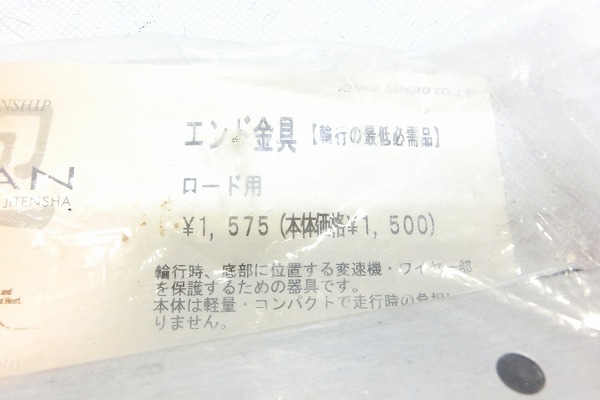 NSHIP
エンド金具【輪行の最低必需品】
AN
JITENSHA
ロード用
¥1, 575 (本体価格¥1, 500)
輪行時、底部に位置する変速機・ワイヤー部
を保護するための器具です。
本体は軽量・コンパクトで走行時の負担に
りません。